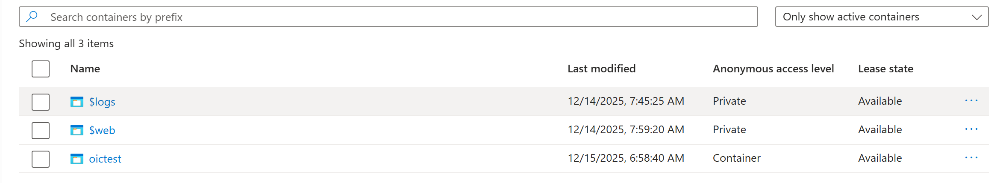 Search containers by prefix Only show active containers
Showing all 3 items
Name Last modified Anonymous access level Lease state
$logs 12/14/2025, 7:45:25 AM Private Available ...
$web 12/14/2025, 7:59:20 AM Private Available ...
oictest 12/15/2025, 6:58:40 AM Container Available ...